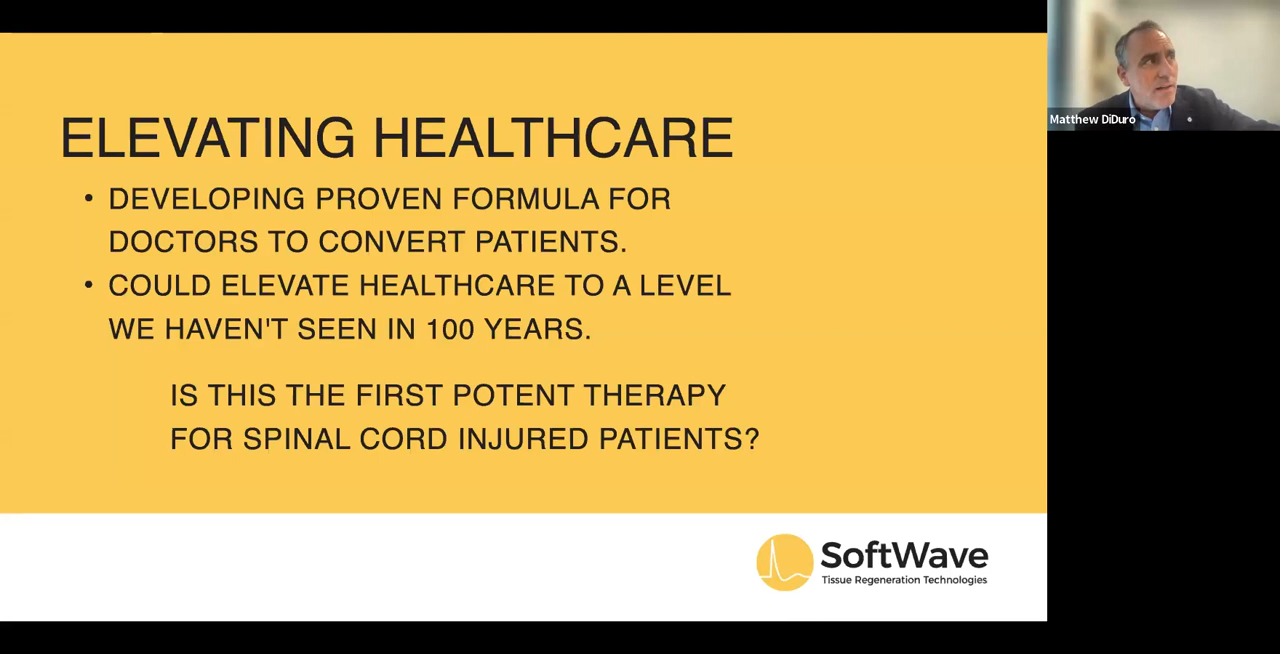 ELEVATING HEALTHCARE
• DEVELOPING PROVEN FORMULA FOR
DOCTORS TO CONVERT PATIENTS.
• COULD ELEVATE HEALTHCARE TO A LEVEL
WE HAVEN'T SEEN IN 100 YEARS.
IS THIS THE FIRST POTENT THERAPY
FOR SPINAL CORD INJURED PATIENTS?
SoftWave
Tissue Regeneration Technologies
Matthew DiDuro